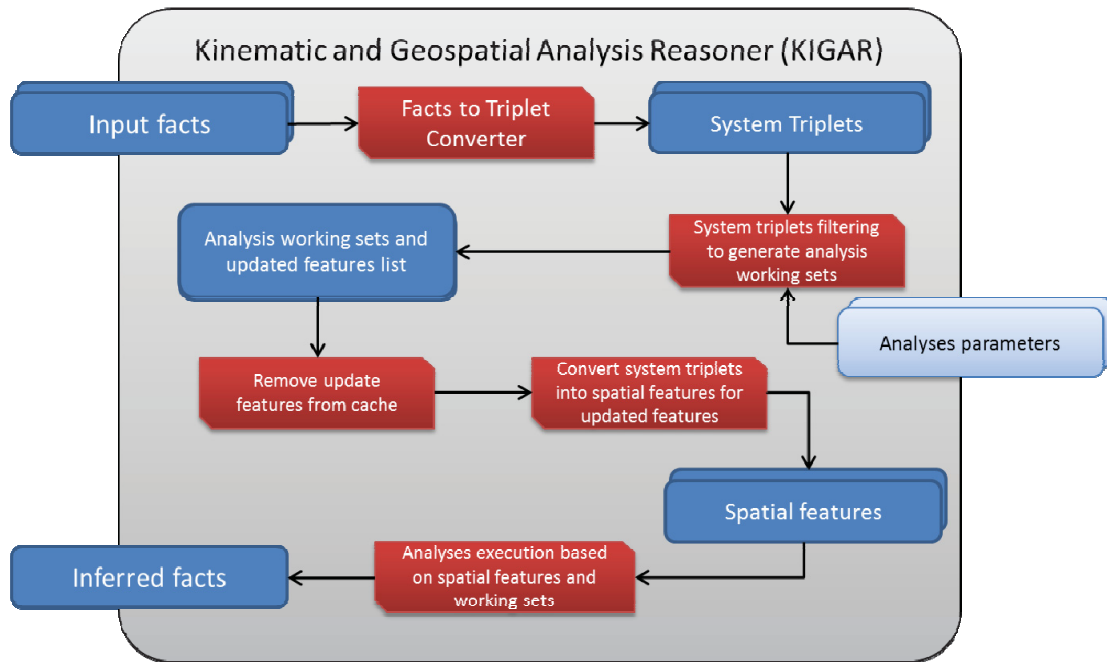 Kinematic and Geospatial Analysis Reasoner (KIGAR)
Input facts
Facts to Triplet
Converter
System Triplets
Analysis working sets and
updated features list
System triplets filtering
to generate analysis
working sets
Analyses parameters
Remove update
features from cache
Convert system triplets
into spatial features for
updated features
Spatial features
Analyses execution based
on spatial features and
working sets
Inferred facts